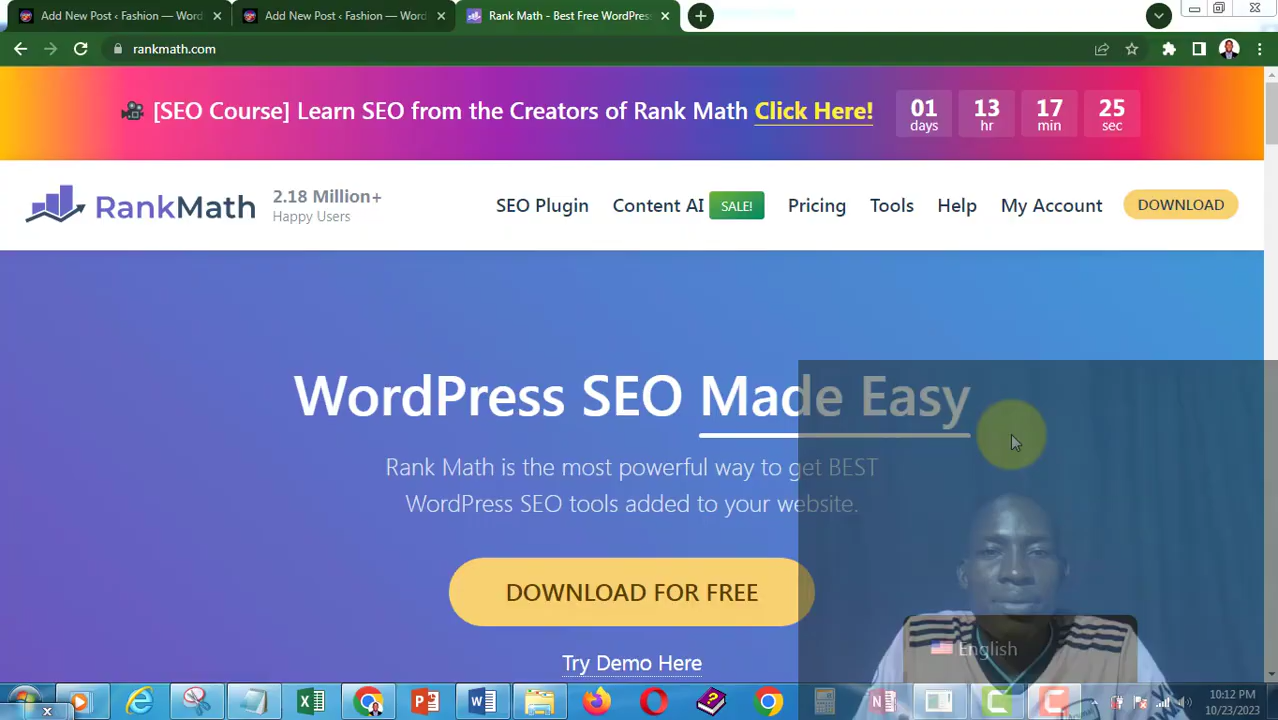 Add New Post ‹ Fashion — Word
Add New Post ‹ Fashion — Word
Rank Math - Best Free WordPress
rankmath.com
[SEO Course] Learn SEO from the Creators of Rank Math Click Here!
01 days
13 hr
17 min
25 sec
RankMath
2.18 Million+
Happy Users
SEO Plugin
Content AI
SALE!
Pricing
Tools
Help
My Account
DOWNLOAD
WordPress SEO Made Easy
Rank Math is the most powerful way to get BEST
WordPress SEO tools added to your website.
DOWNLOAD FOR FREE
Try Demo Here
English
10:12 PM
10/23/2023